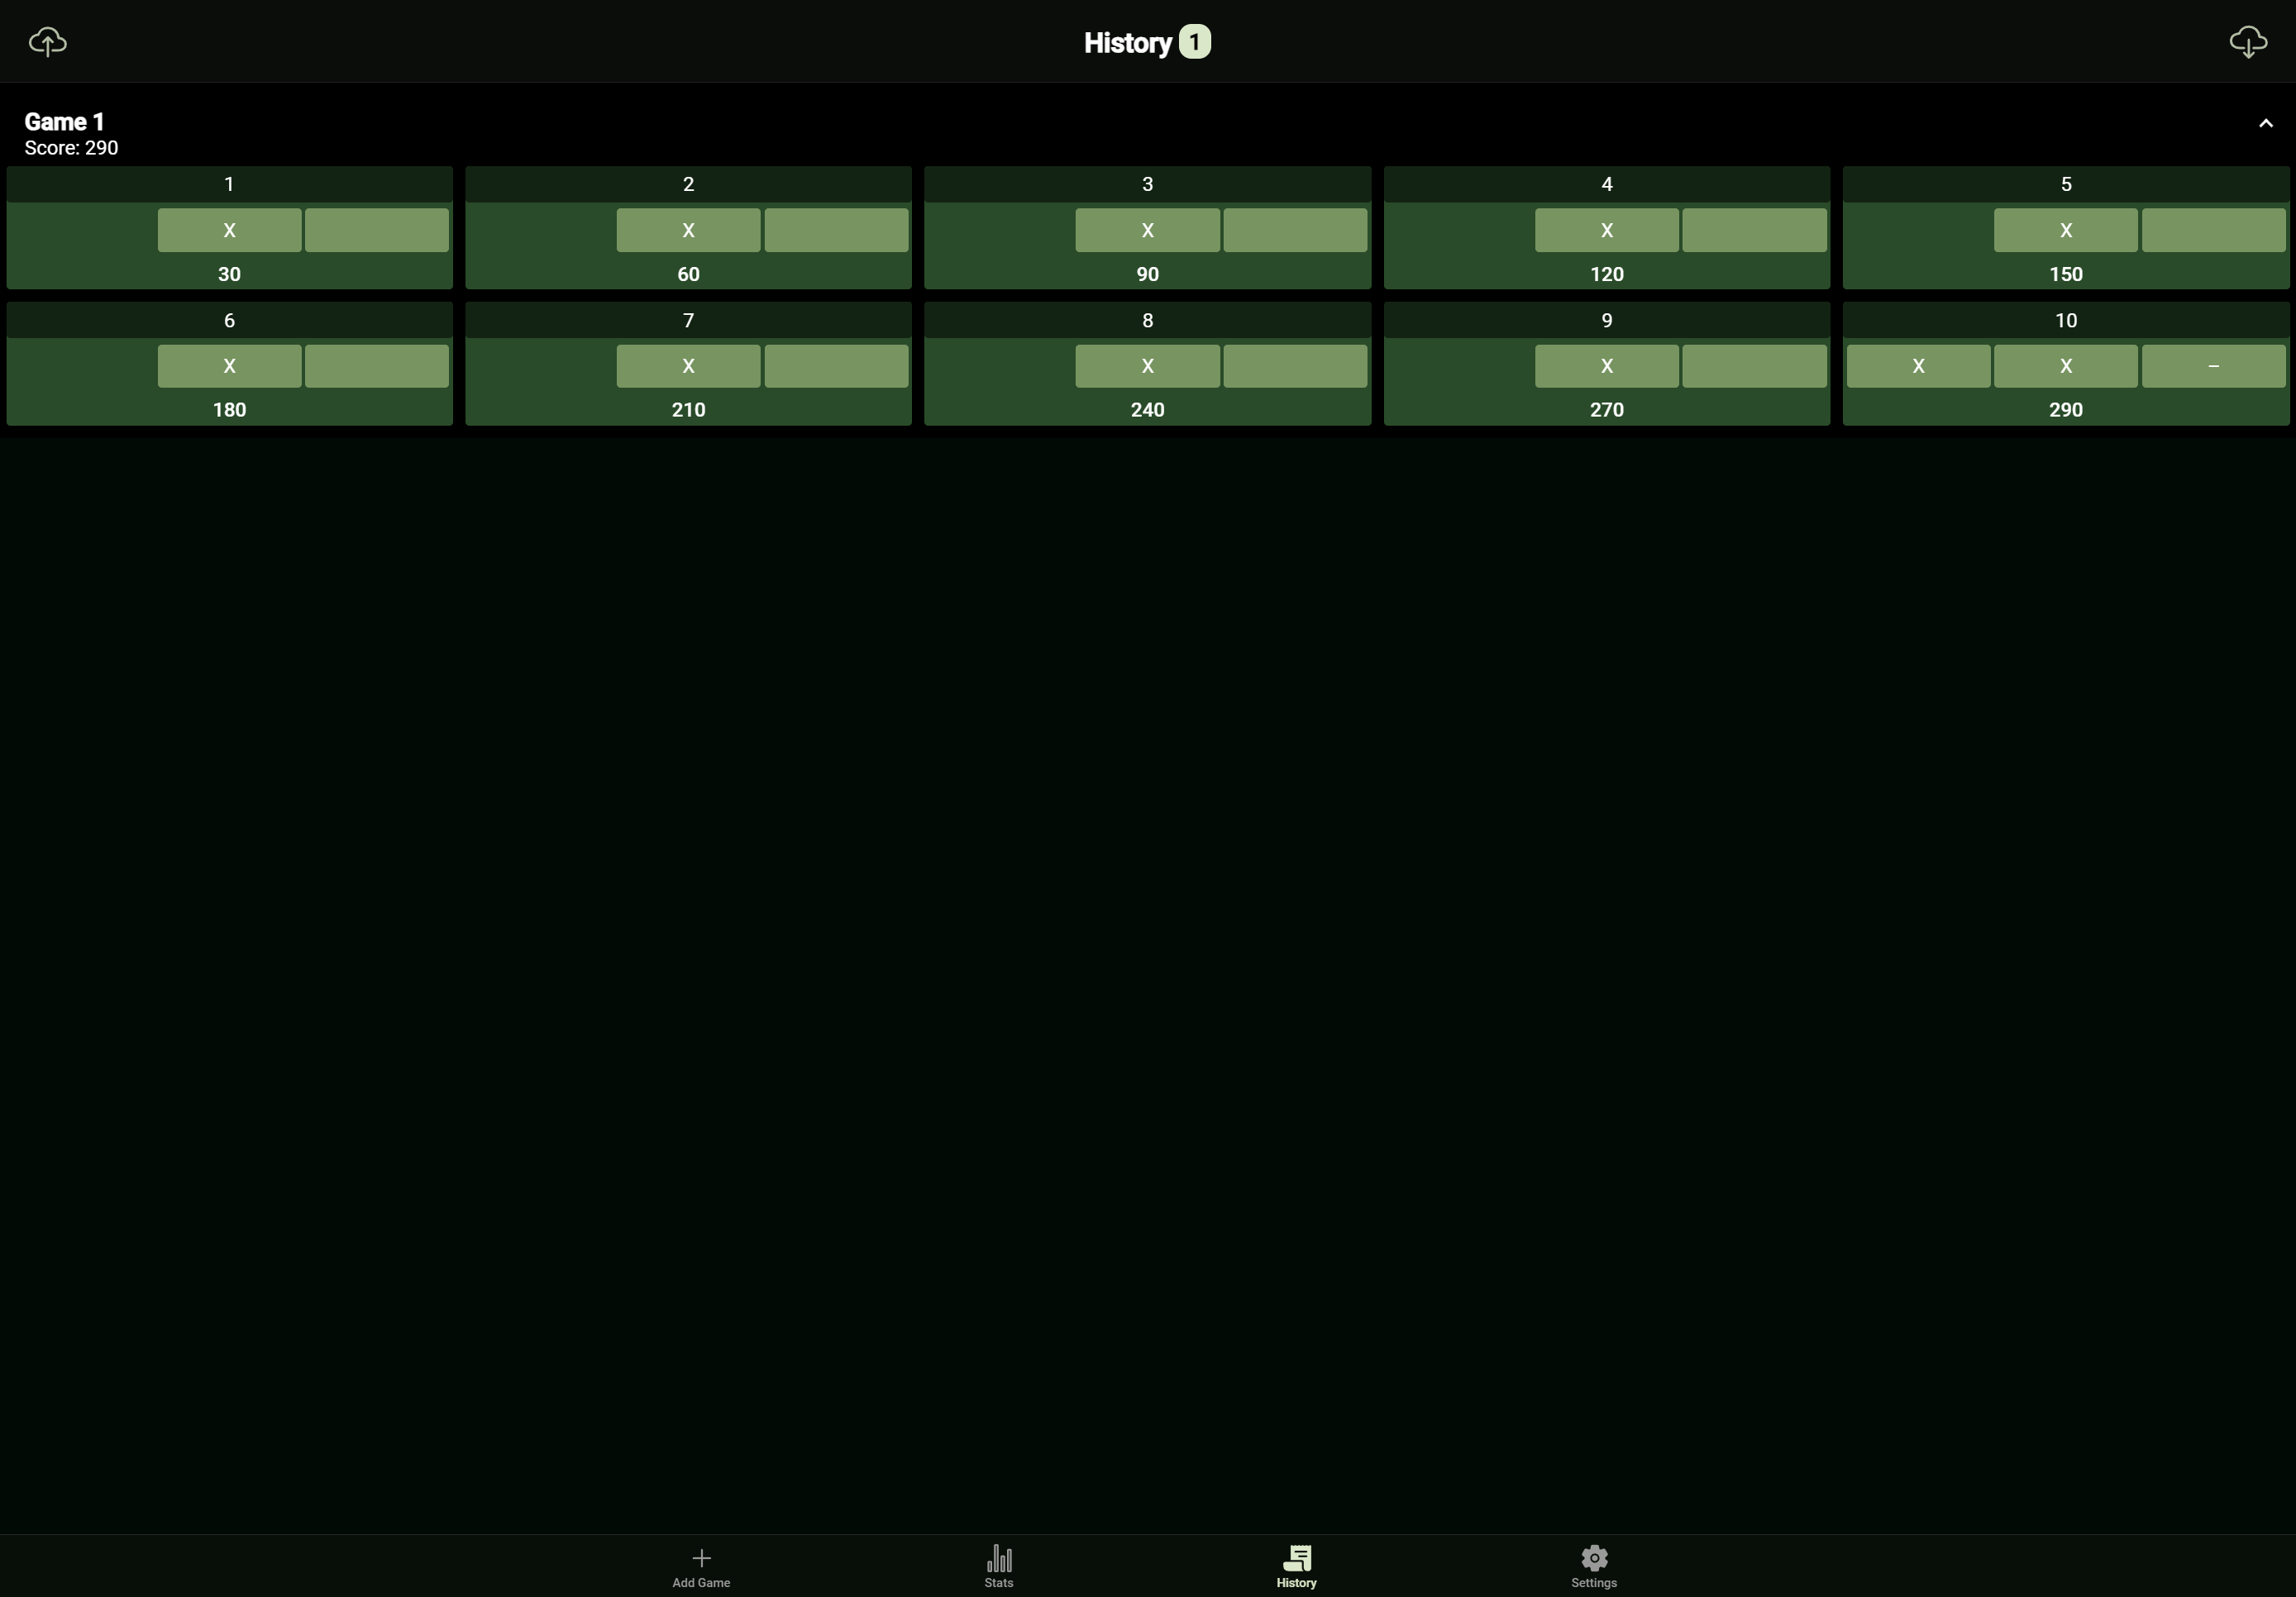 History 1
Game 1
Score: 290
1 2 3 4 5
X X X X X
30 60 90 120 150
6 7 8 9 10
X X X X X X –
180 210 240 270 290
Add Game Stats History Settings